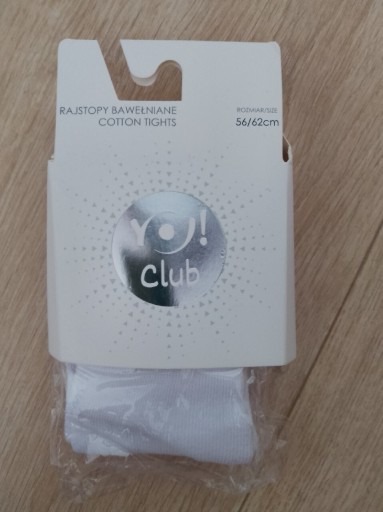 RAJSTOPY BAWEŁNIANE
COTTON TIGHTS
ROZMIAR/SIZE
56/62cm
YO!
Club